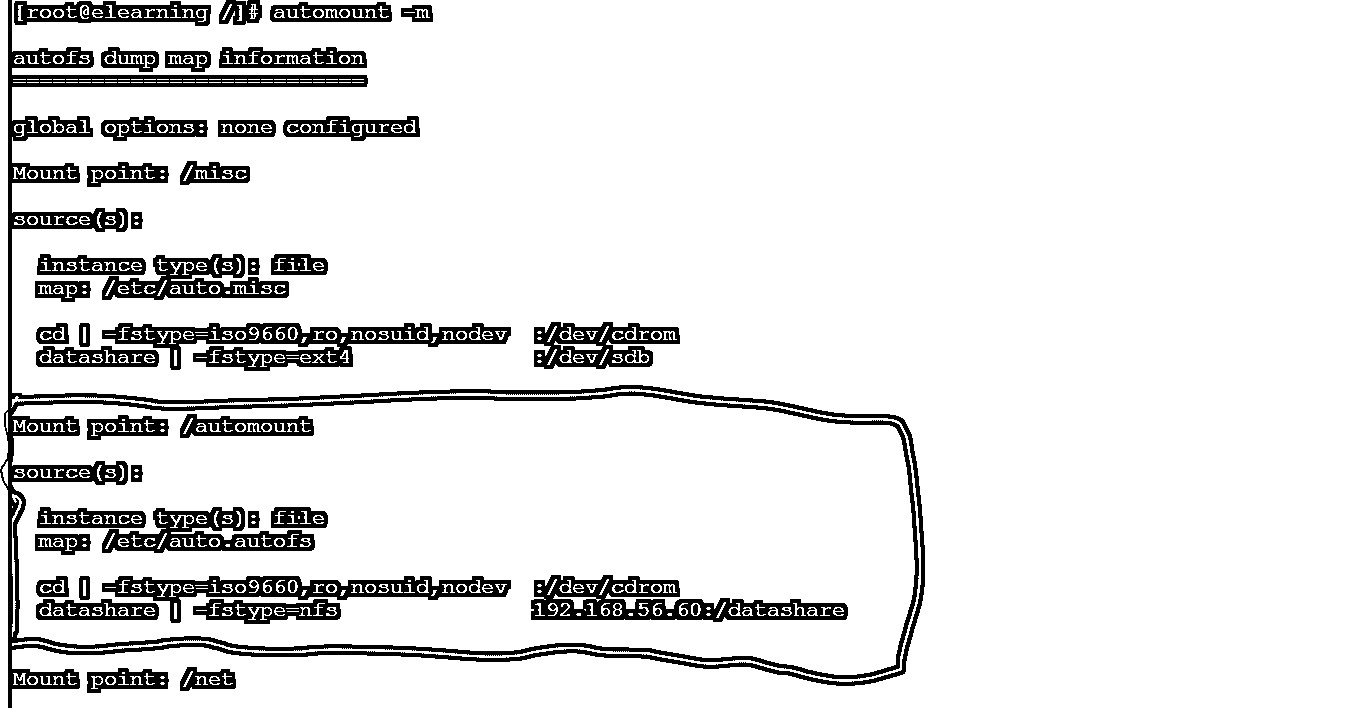 [root@elearning /]# automount -m
autofs dump map information
===========================
global options: none configured
Mount point: /misc
source(s):
instance type(s): file
map: /etc/auto.misc
cd | -fstype=iso9660,ro,nosuid,nodev  :/dev/cdrom
datashare | -fstype=ext4              :/dev/sdb
Mount point: /automount
source(s):
instance type(s): file
map: /etc/auto.autofs
cd | -fstype=iso9660,ro,nosuid,nodev  :/dev/cdrom
datashare | -fstype=nfs               192.168.56.60:/datashare
Mount point: /net